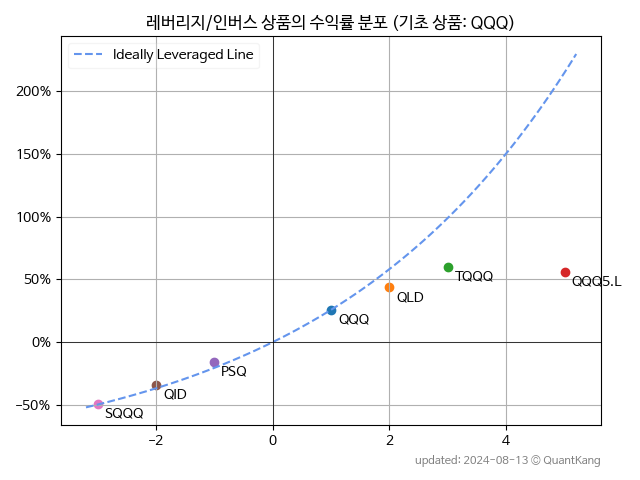 레버리지/인버스 상품의 수익률 분포 (기초 상품: QQQ)
Ideally Leveraged Line
200%
150%
100%
50%
0%
−50%
TQQQ
QQQ5.L
QLD
QQQ
PSQ
QID
SQQQ
−2
0
2
4
updated: 2024-08-13 © QuantKang